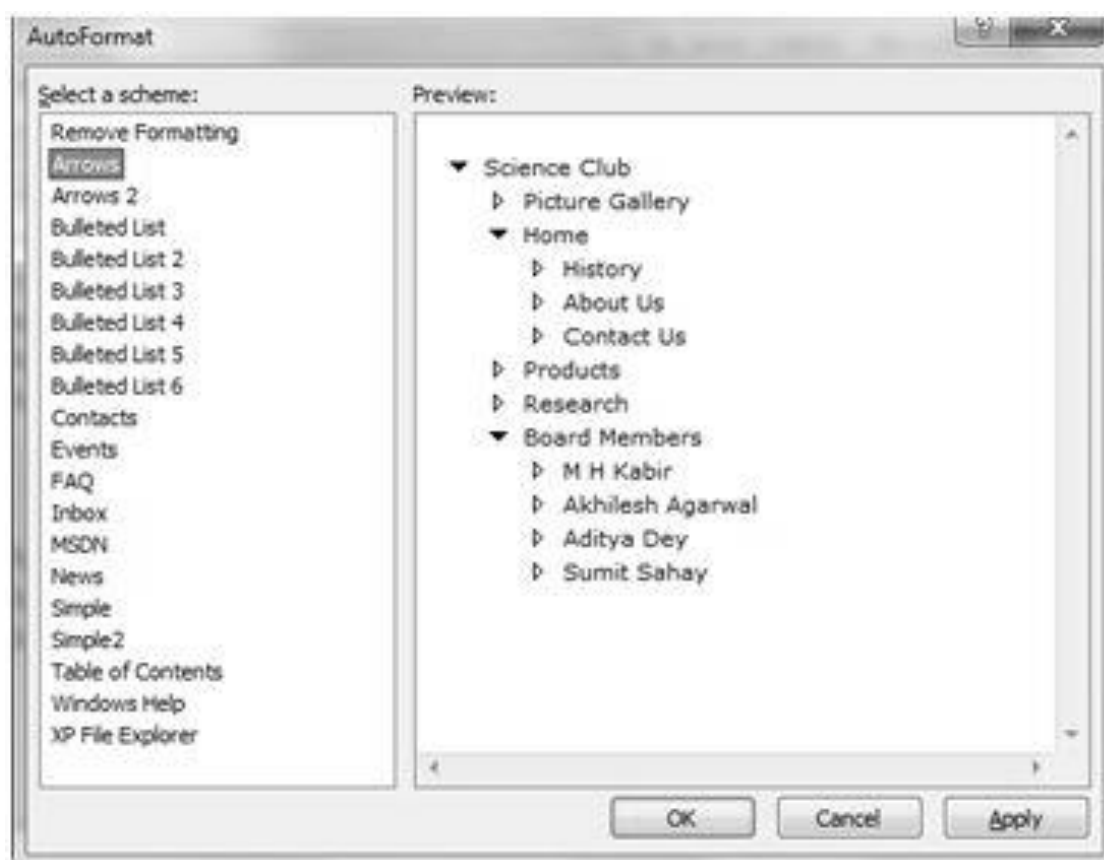 AutoFormat
Select a scheme:
Remove Formatting
Arrows
Arrows 2
Bulleted List
Bulleted List 2
Bulleted List 3
Bulleted List 4
Bulleted List 5
Bulleted List 6
Contacts
Events
FAQ
Inbox
MSDN
News
Simple
Simple2
Table of Contents
Windows Help
XP File Explorer
Preview:
Science Club
Picture Gallery
Home
History
About Us
Contact Us
Products
Research
Board Members
M H Kabir
Akhilesh Agarwal
Aditya Dey
Sumit Sahay
OK
Cancel
Apply